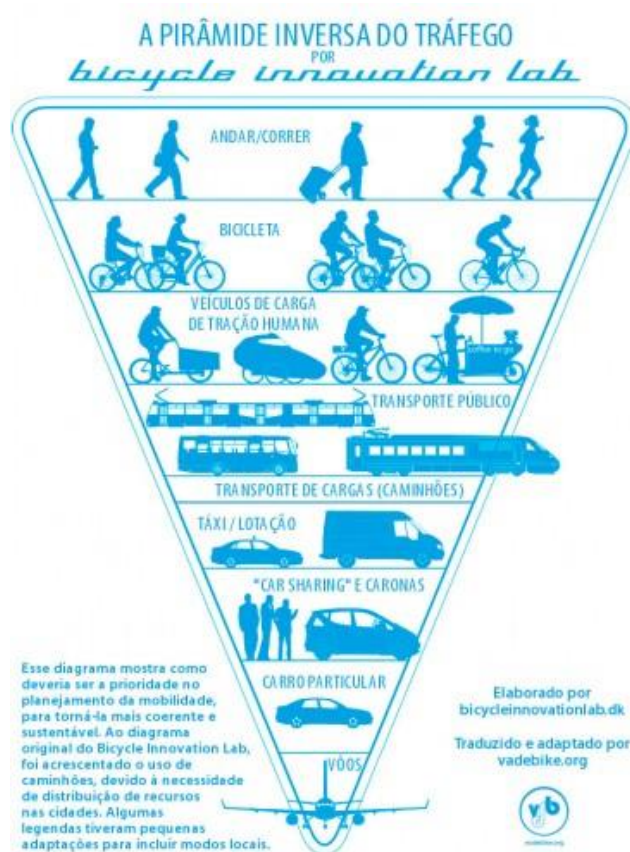 A PIRÂMIDE INVERSA DO TRÁFEGO
POR
bicycle innovation lab
ANDAR/CORRER
BICICLETA
VEÍCULOS DE CARGA
DE TRAÇÃO HUMANA
TRANSPORTE PÚBLICO
TRANSPORTE DE CARGAS (CAMINHÕES)
TÁXI / LOTAÇÃO
"CAR SHARING" E CARONAS
CARRO PARTICULAR
VÔOS
Esse diagrama mostra como
deveria ser a prioridade no
planejamento da mobilidade,
para torná-la mais coerente e
sustentável. Ao diagrama
original do Bicycle Innovation Lab,
foi acrescentado o uso de
caminhões, devido à necessidade
de distribuição de recursos
nas cidades. Algumas
legendas tiveram pequenas
adaptações para incluir modos locais.
Elaborado por
bicycleinnovationlab.dk
Traduzido e adaptado por
vadebike.org
vadebike.org